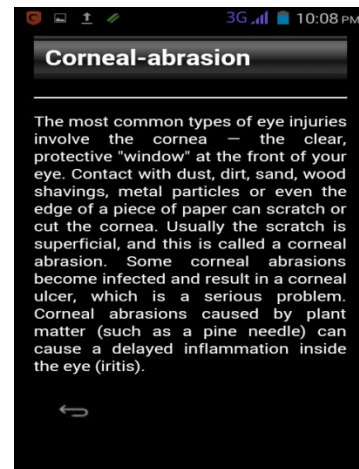 3G 10:08 PM
Corneal-abrasion
The most common types of eye injuries
involve the cornea — the clear,
protective "window" at the front of your
eye. Contact with dust, dirt, sand, wood
shavings, metal particles or even the
edge of a piece of paper can scratch or
cut the cornea. Usually the scratch is
superficial, and this is called a corneal
abrasion. Some corneal abrasions
become infected and result in a corneal
ulcer, which is a serious problem.
Corneal abrasions caused by plant
matter (such as a pine needle) can
cause a delayed inflammation inside
the eye (iritis).